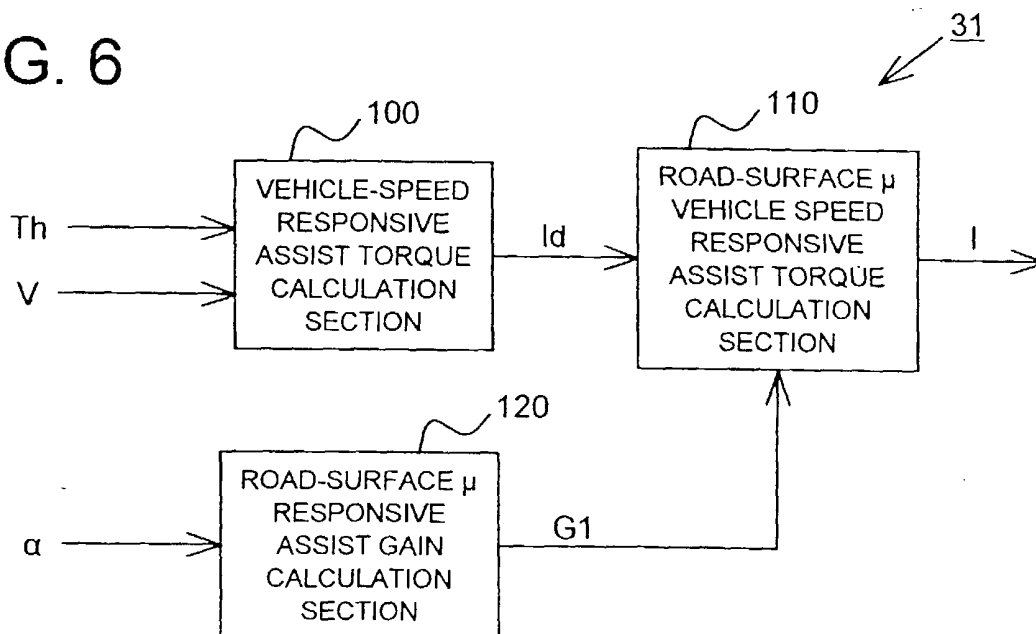 G. 6
31
100
110
VEHICLE-SPEED
RESPONSIVE
ASSIST TORQUE
CALCULATION
SECTION
ROAD-SURFACE μ
VEHICLE SPEED
RESPONSIVE
ASSIST TORQUE
CALCULATION
SECTION
Th
V
Id
I
120
ROAD-SURFACE μ
RESPONSIVE
ASSIST GAIN
CALCULATION
SECTION
α
G1